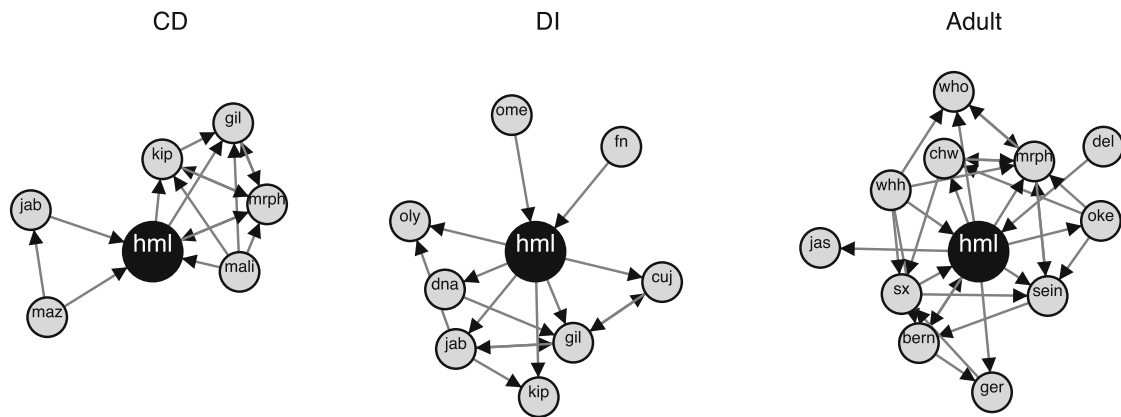 CD
DI
Adult
gil
kip
jab
mrph
hml
mali
maz
ome
fn
oly
hml
dna
cuj
jab
gil
kip
who
chw
mrph
del
whh
oke
jas
hml
sx
sein
bern
ger